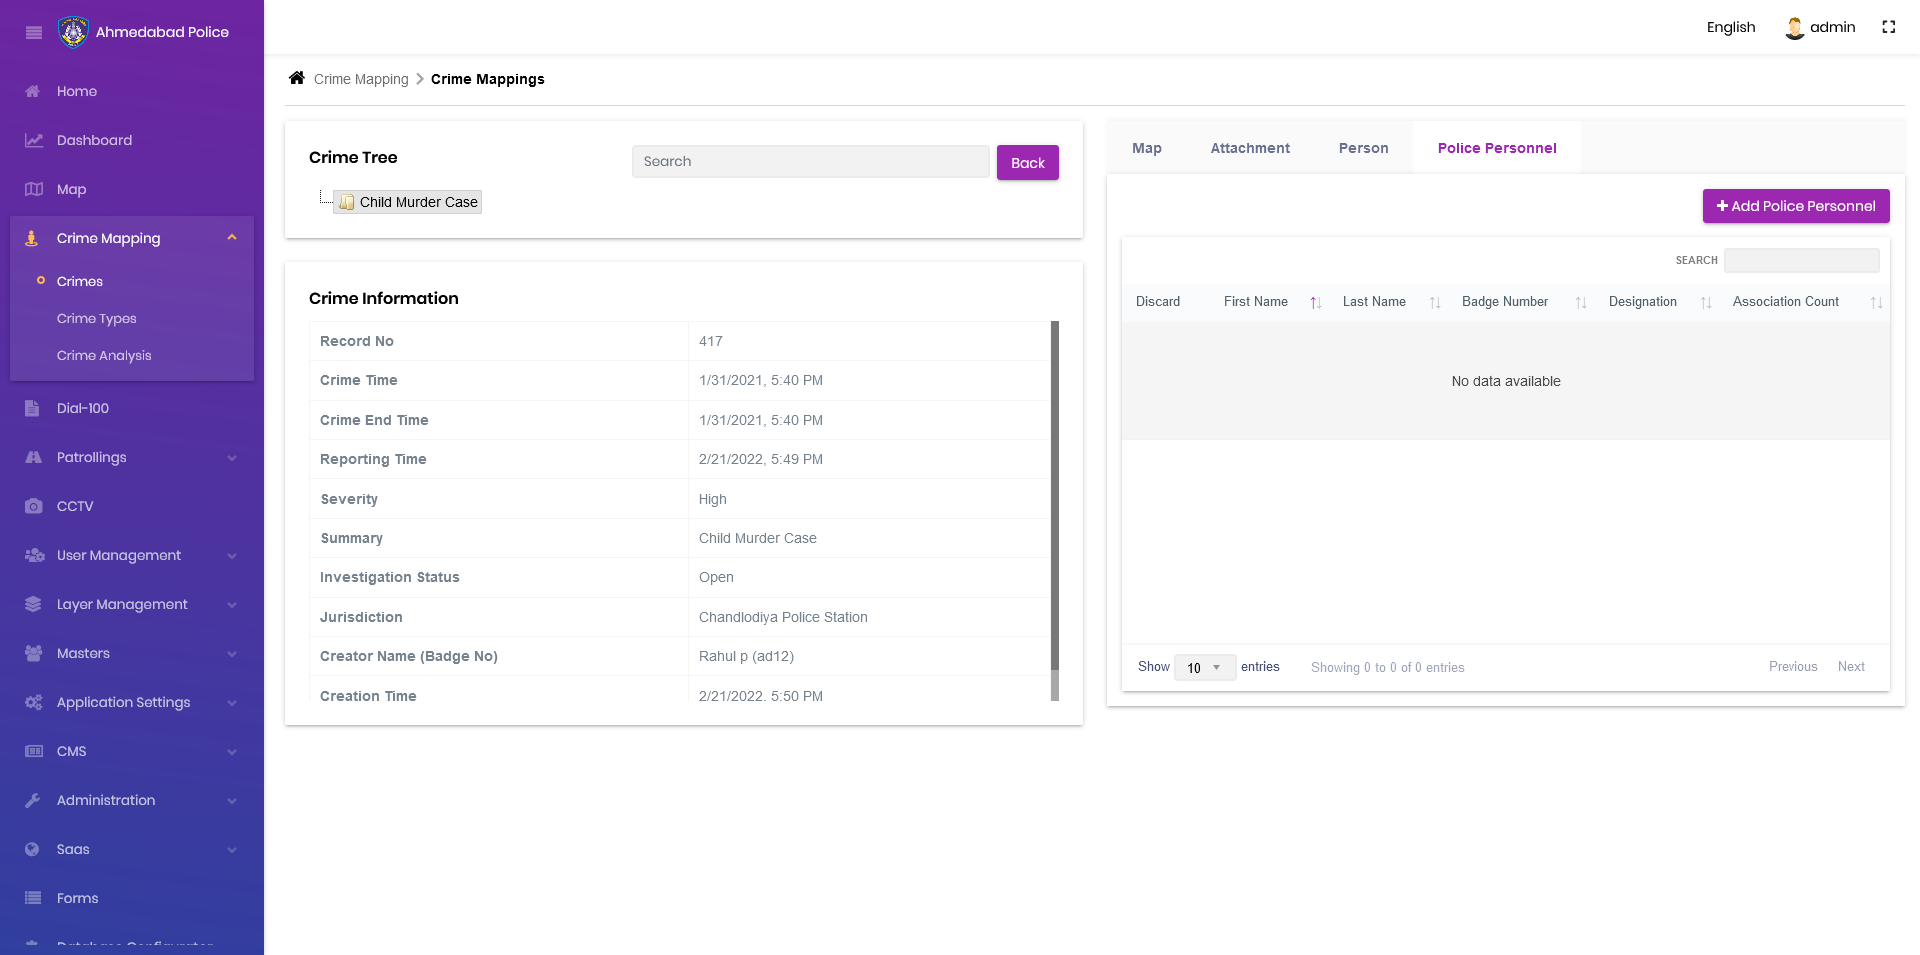 Ahmedabad Police
English
admin
Home
Dashboard
Map
Crime Mapping
Crimes
Crime Types
Crime Analysis
Dial-100
Patrollings
CCTV
User Management
Layer Management
Masters
Application Settings
CMS
Administration
Saas
Forms
Crime Mapping
Crime Mappings
Crime Tree
Search
Back
Child Murder Case
Crime Information
Record No 417
Crime Time 1/31/2021, 5:40 PM
Crime End Time 1/31/2021, 5:40 PM
Reporting Time 2/21/2022, 5:49 PM
Severity High
Summary Child Murder Case
Investigation Status Open
Jurisdiction Chandlodiya Police Station
Creator Name (Badge No) Rahul p (ad12)
Creation Time 2/21/2022, 5:50 PM
Map Attachment Person Police Personnel
Add Police Personnel
SEARCH
Discard First Name Last Name Badge Number Designation Association Count
No data available
Show 10 entries Showing 0 to 0 of 0 entries Previous Next